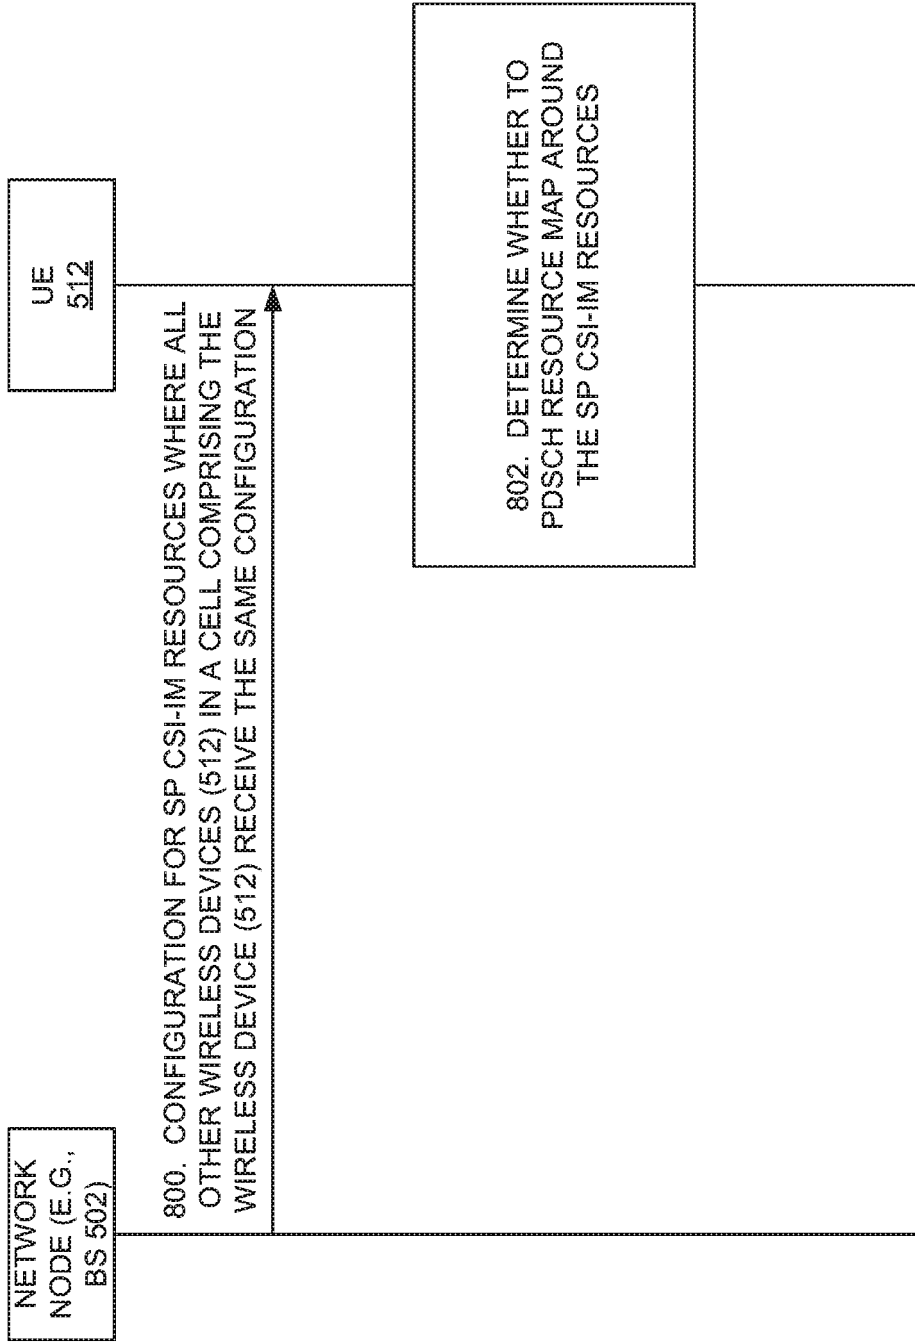 NETWORK
NODE (E.G.,
BS 502)
UE
512
800. CONFIGURATION FOR SP CSI-IM RESOURCES WHERE ALL
OTHER WIRELESS DEVICES (512) IN A CELL COMPRISING THE
WIRELESS DEVICE (512) RECEIVE THE SAME CONFIGURATION
802. DETERMINE WHETHER TO
PDSCH RESOURCE MAP AROUND
THE SP CSI-IM RESOURCES